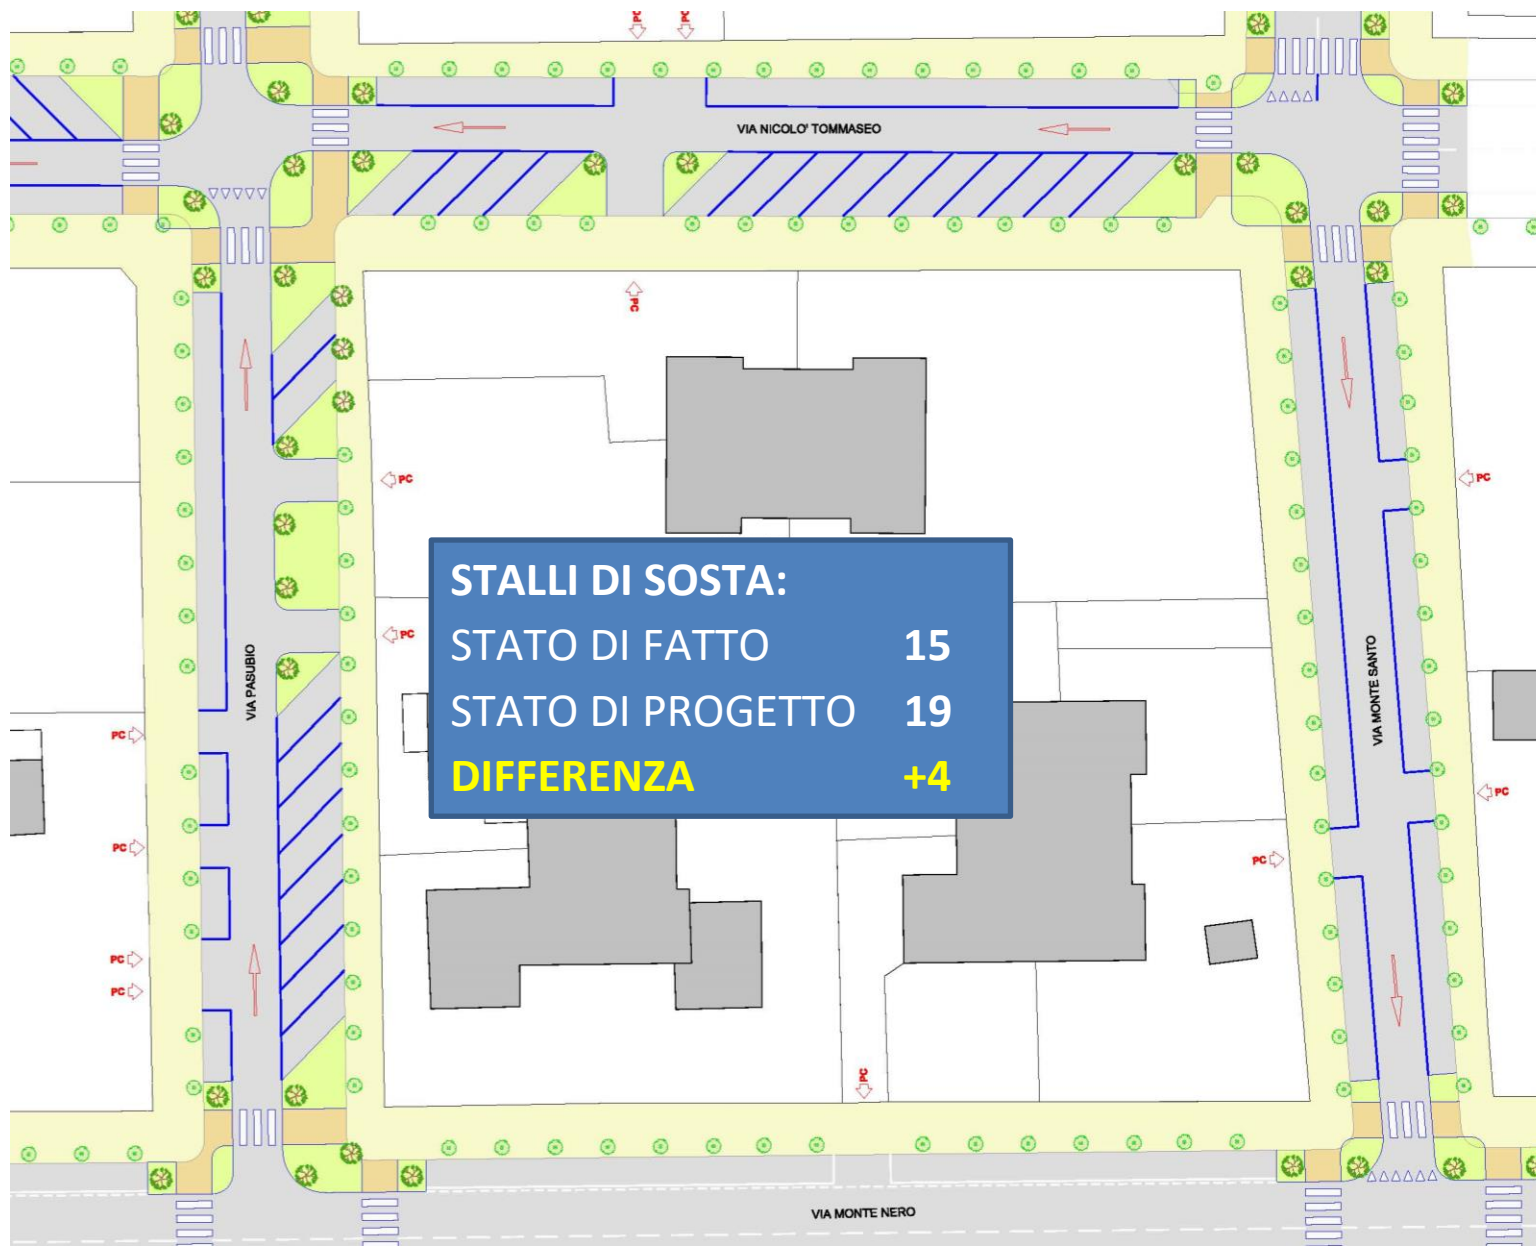 PC PC
VIA NICOLO' TOMMASEO
PC
PC
PC
STALLI DI SOSTA:
STATO DI FATTO 15
STATO DI PROGETTO 19
DIFFERENZA +4
PC
VIA PASUBIO
VIA MONTE SANTO
PC
PC
PC
PC
PC
PC
PC
VIA MONTE NERO